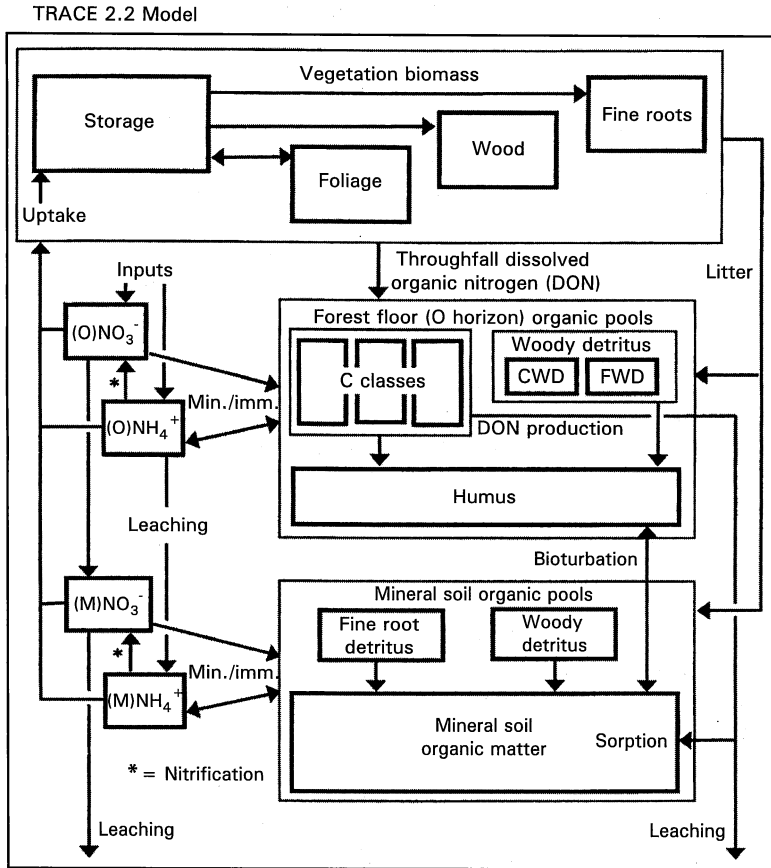 TRACE 2.2 Model
Vegetation biomass
Storage
Fine roots
Wood
Foliage
Uptake
Inputs
Throughfall dissolved
organic nitrogen (DON)
Litter
Forest floor (O horizon) organic pools
(O)NO₃⁻
Woody detritus
C classes
CWD
FWD
*
Min./imm.
(O)NH₄⁺
DON production
Humus
Leaching
Bioturbation
Mineral soil organic pools
(M)NO₃⁻
Fine root
detritus
Woody
detritus
*
Min./imm.
(M)NH₄⁺
Mineral soil
organic matter
Sorption
* = Nitrification
Leaching
Leaching